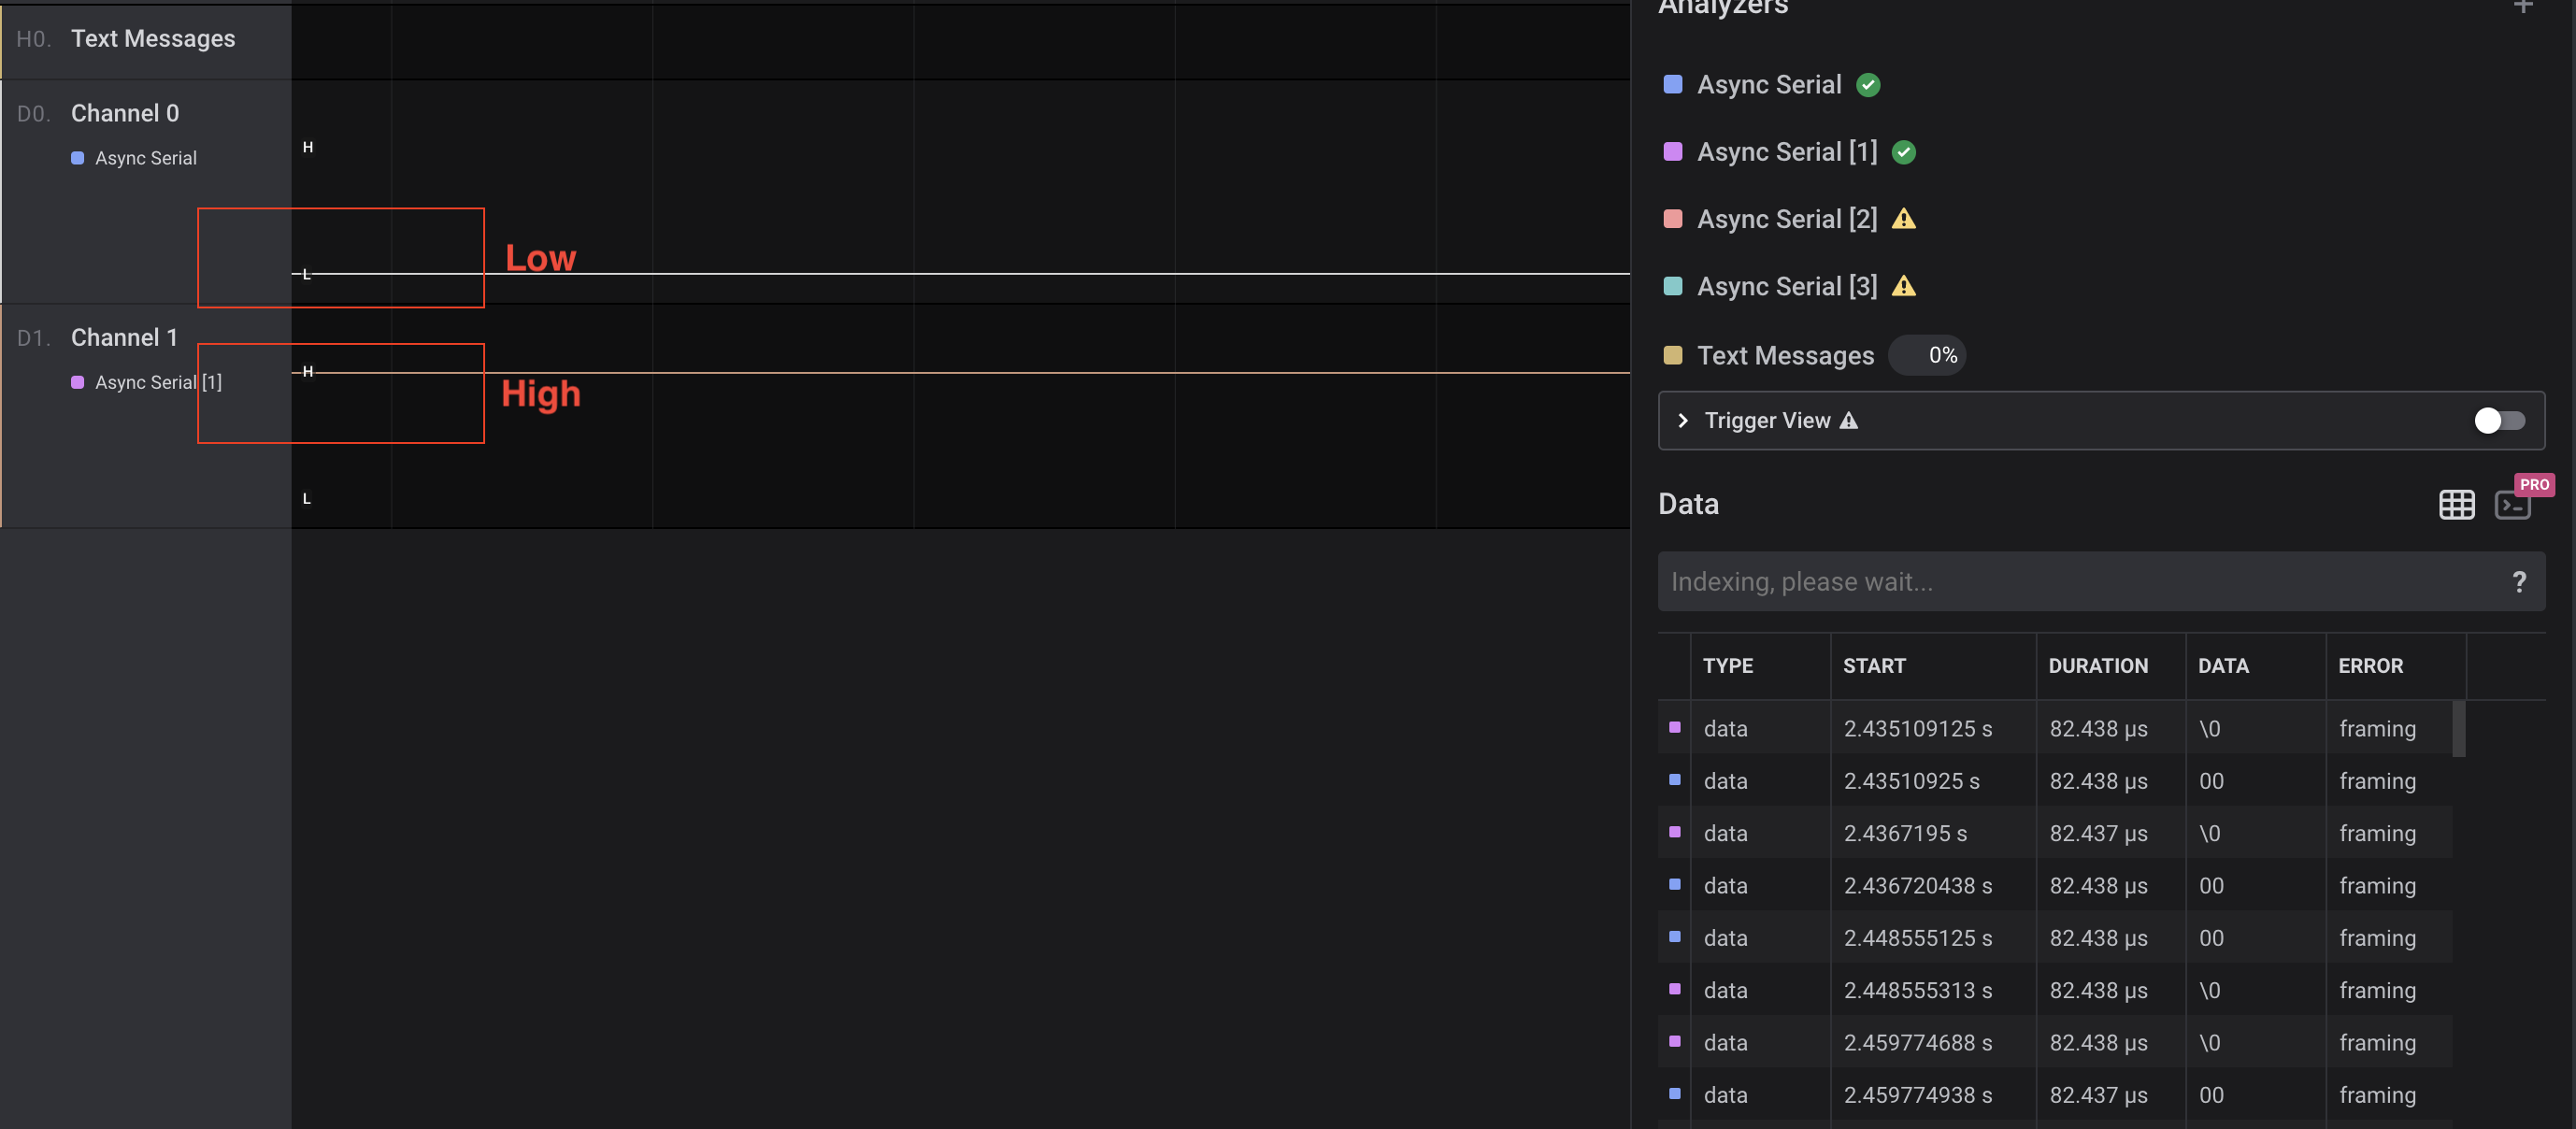 H0. Text Messages
D0. Channel 0
Async Serial
H
L
Low
D1. Channel 1
Async Serial [1]
H
High
L
Analyzers
Async Serial
Async Serial [1]
Async Serial [2]
Async Serial [3]
Text Messages 0%
Trigger View
Data
PRO
Indexing, please wait... ?
TYPE START DURATION DATA ERROR
data 2.435109125 s 82.438 μs \0 framing
data 2.43510925 s 82.438 μs 00 framing
data 2.4367195 s 82.437 μs \0 framing
data 2.436720438 s 82.438 μs 00 framing
data 2.448555125 s 82.438 μs 00 framing
data 2.448555313 s 82.438 μs \0 framing
data 2.459774688 s 82.438 μs \0 framing
data 2.459774938 s 82.437 μs 00 framing